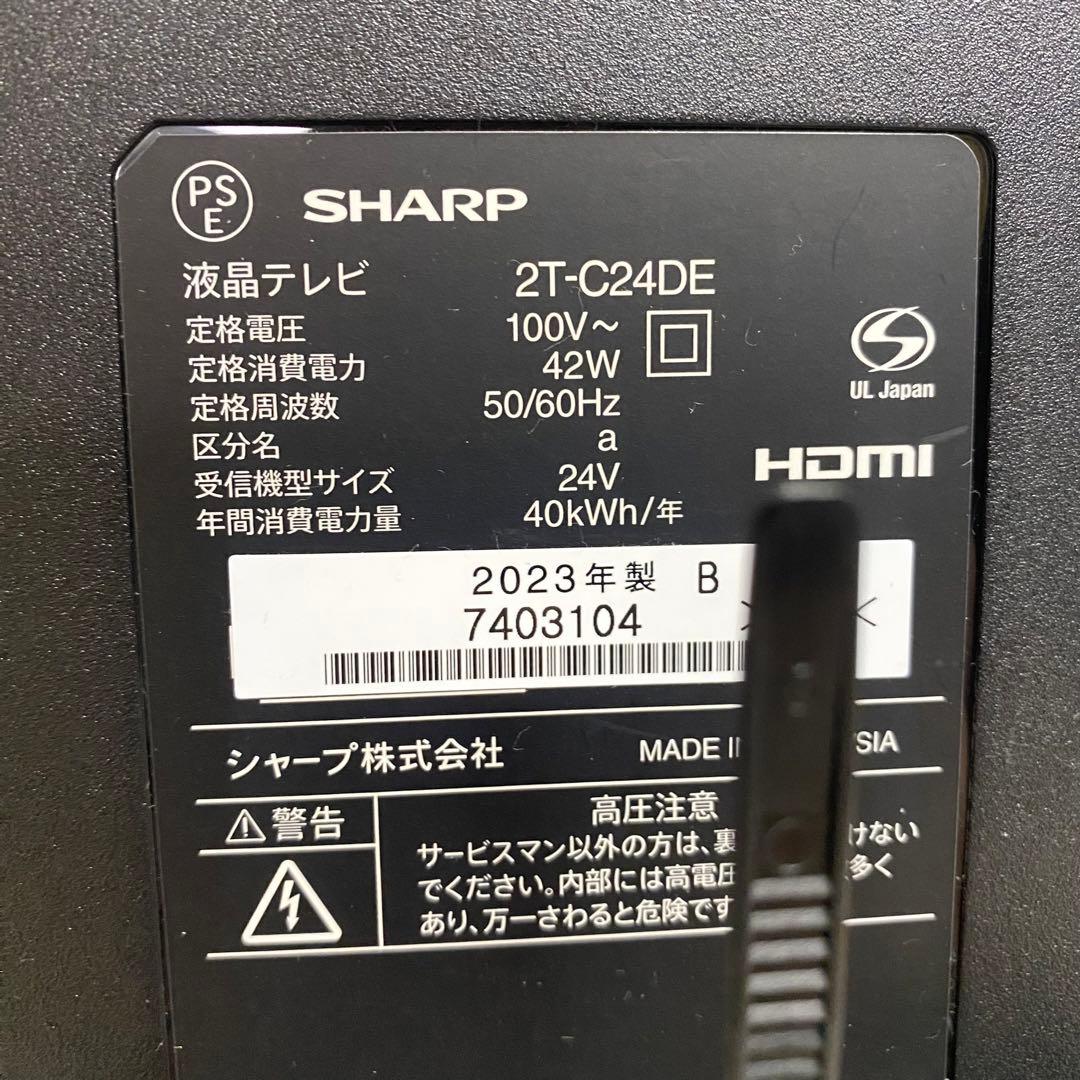 PS
E
SHARP
液晶テレビ 2T-C24DE
定格電圧 100V~
定格消費電力 42W
定格周波数 50/60Hz
区分名 a
受信機型サイズ 24V
年間消費電力量 40kWh/年
UL Japan
HDMI
2023年製 B
7403104
シャープ株式会社 MADE
警告
高圧注意
サービスマン以外の方は、裏 けない
でください。内部には高電圧 多く
あり、万一さわると危険です